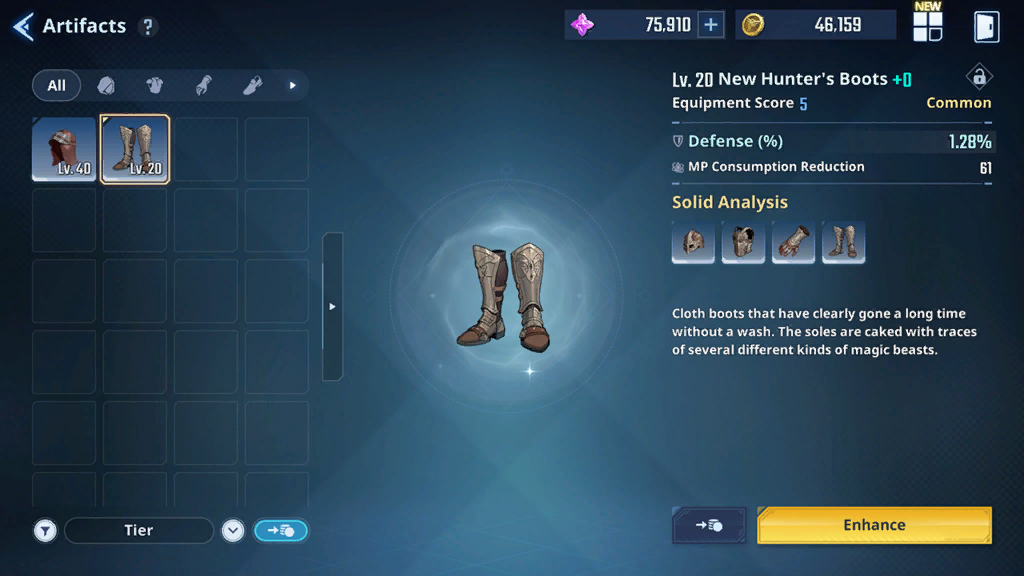 Artifacts ?
75,910 +
46,159
NEW
All
Lv. 40
Lv. 20
Lv. 20 New Hunter's Boots +0
Equipment Score 5
Common
Defense (%) 1.28%
MP Consumption Reduction 61
Solid Analysis
Cloth boots that have clearly gone a long time
without a wash. The soles are caked with traces
of several different kinds of magic beasts.
Tier
Enhance